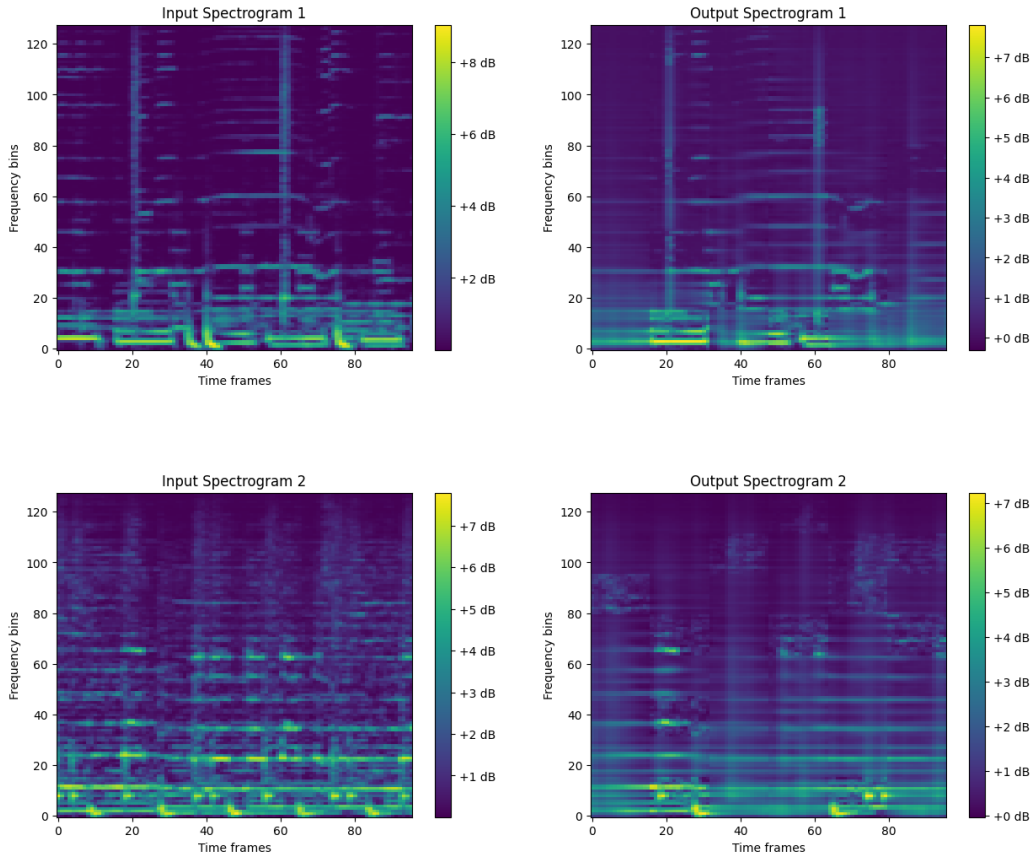 Input Spectrogram 1
Output Spectrogram 1
120
100
80
60
40
20
0
Frequency bins
0
20
40
60
80
Time frames
+8 dB
+6 dB
+4 dB
+2 dB
120
100
80
60
40
20
0
Frequency bins
0
20
40
60
80
Time frames
+7 dB
+6 dB
+5 dB
+4 dB
+3 dB
+2 dB
+1 dB
+0 dB
Input Spectrogram 2
Output Spectrogram 2
120
100
80
60
40
20
0
Frequency bins
0
20
40
60
80
Time frames
+7 dB
+6 dB
+5 dB
+4 dB
+3 dB
+2 dB
+1 dB
120
100
80
60
40
20
0
Frequency bins
0
20
40
60
80
Time frames
+7 dB
+6 dB
+5 dB
+4 dB
+3 dB
+2 dB
+1 dB
+0 dB